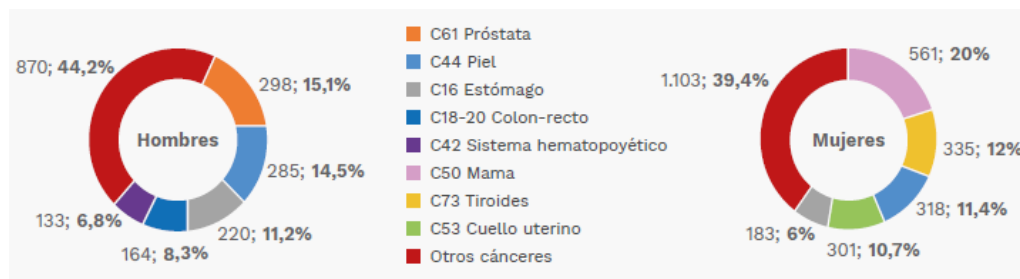 Hombres
870; 44,2%
298; 15,1%
285; 14,5%
220; 11,2%
164; 8,3%
133; 6,8%
C61 Próstata
C44 Piel
C16 Estómago
C18-20 Colon-recto
C42 Sistema hematopoyético
C50 Mama
C73 Tiroides
C53 Cuello uterino
Otros cánceres
Mujeres
1.103; 39,4%
561; 20%
335; 12%
318; 11,4%
301; 10,7%
183; 6%